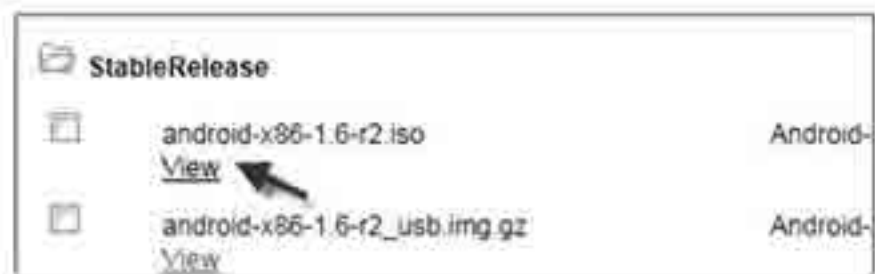 StableRelease
android-x86-1.6-r2.iso Android-
View
android-x86-1.6-r2_usb.img.gz Android-
View